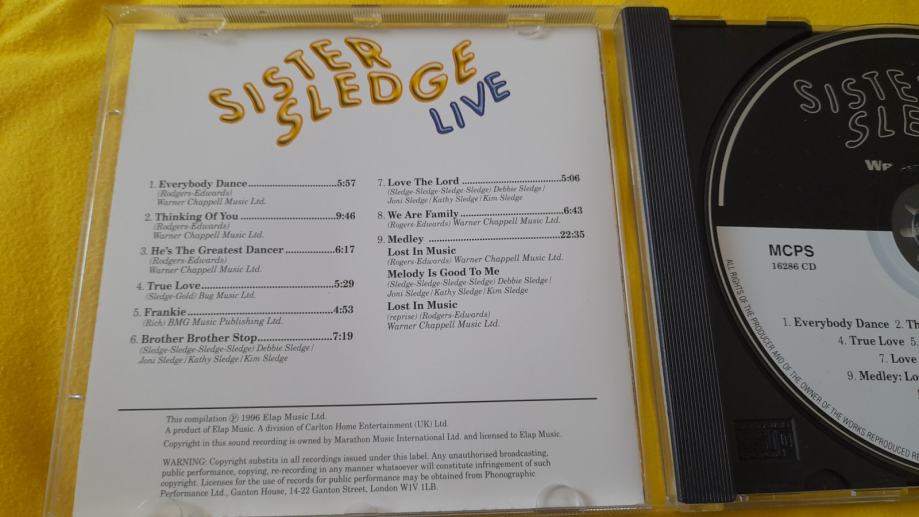 SISTER
SLEDGE
LIVE
1. Everybody Dance..............................5:57
(Rodgers-Edwards)
Warner Chappell Music Ltd.
2. Thinking Of You................................9:46
(Rodgers-Edwards)
Warner Chappell Music Ltd.
3. He's The Greatest Dancer.................6:17
(Rodgers-Edwards)
Warner Chappell Music Ltd.
4. True Love..........................................5:29
(Sledge-Gold) Bug Music Ltd.
5. Frankie..............................................4:53
(Rich) BMG Music Publishing Ltd.
6. Brother Brother Stop.........................7:19
(Sledge-Sledge-Sledge-Sledge) Debbie Sledge/
Joni Sledge/Kathy Sledge/Kim Sledge
7. Love The Lord..................................5:06
(Sledge-Sledge-Sledge-Sledge) Debbie Sledge/
Joni Sledge/Kathy Sledge/Kim Sledge
8. We Are Family..................................6:43
(Rogers-Edwards) Warner Chappell Music Ltd.
9. Medley............................................22:35
Lost In Music
(Rogers-Edwards) Warner Chappell Music Ltd.
Melody Is Good To Me
(Sledge-Sledge-Sledge-Sledge) Debbie Sledge/
Joni Sledge/Kathy Sledge/Kim Sledge
Lost In Music
(reprise) (Rodgers-Edwards)
Warner Chappell Music Ltd.
This compilation Ⓟ 1996 Elap Music Ltd.
A product of Elap Music. A division of Carlton Home Entertainment (UK) Ltd.
Copyright in this sound recording is owned by Marathon Music International Ltd. and licensed to Elap Music.
WARNING: Copyright substits in all recordings issued under this label. Any unauthorised broadcasting,
public performance, copying, re-recording in any manner whatsoever will constitute infringement of such
copyright. Licenses for the use of records for public performance may be obtained from Phonographic
Performance Ltd., Ganton House, 14-22 Ganton Street, London W1V 1LB.
SISTE
SLE
MCPS
16286 CD
1. Everybody Dance 2. Th
4. True Love 5.
7. Love
9. Medley: Lo
ALL RIGHTS OF THE PRODUCER AND OF THE OWNER OF THE WORKS REPRODUCED RE